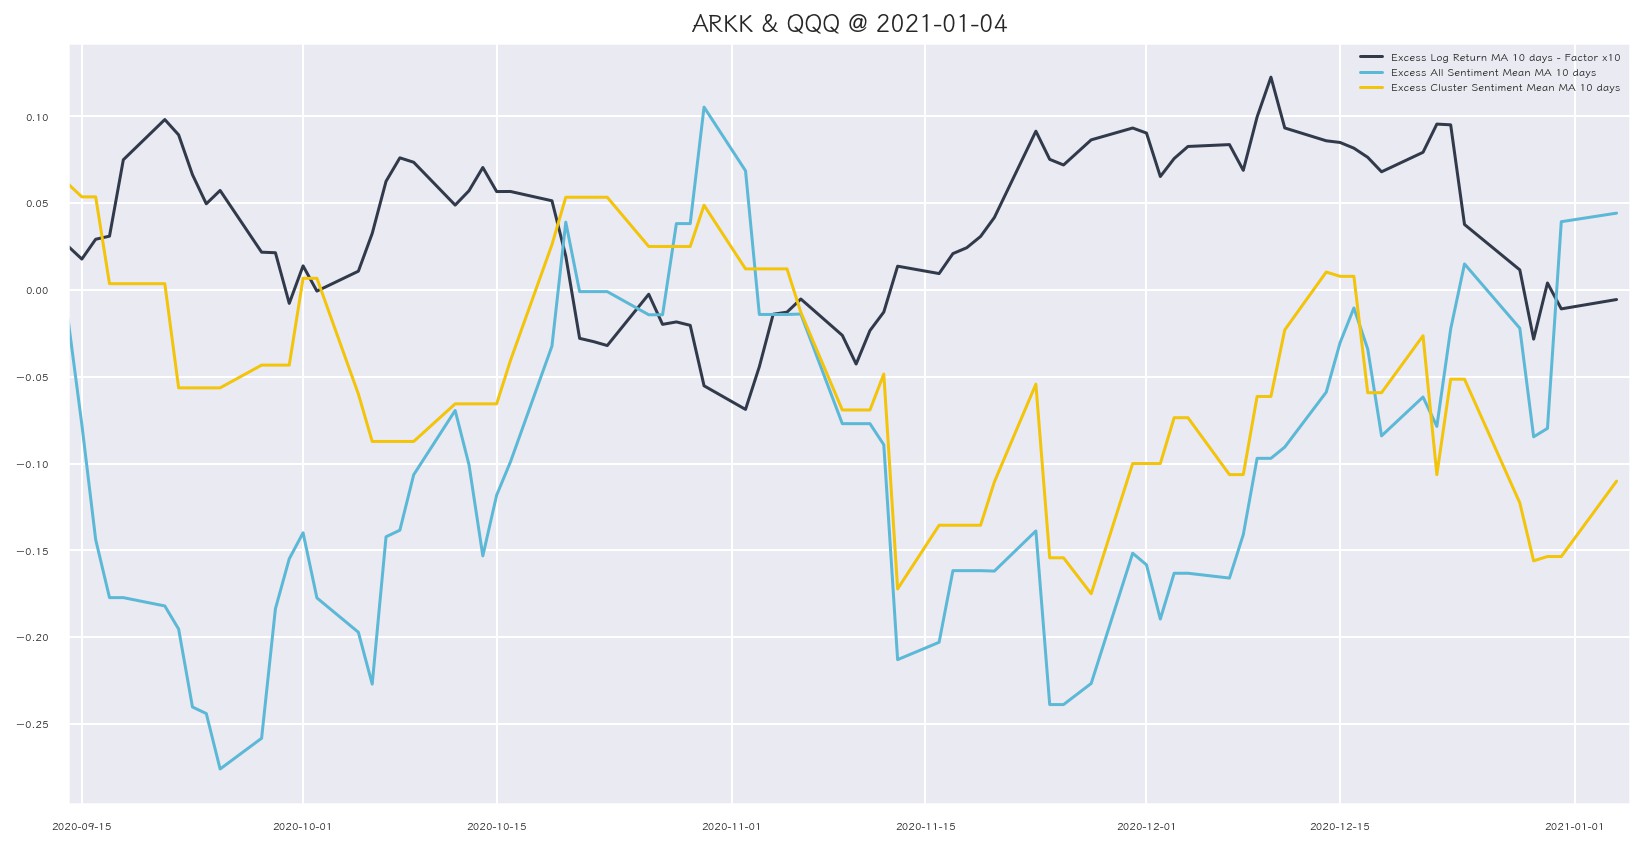 ARKK & QQQ @ 2021-01-04
Excess Log Return MA 10 days - Factor x10
Excess All Sentiment Mean MA 10 days
Excess Cluster Sentiment Mean MA 10 days
0.10
0.05
0.00
−0.05
−0.10
−0.15
−0.20
−0.25
2020-09-15 2020-10-01 2020-10-15 2020-11-01 2020-11-15 2020-12-01 2020-12-15 2021-01-01